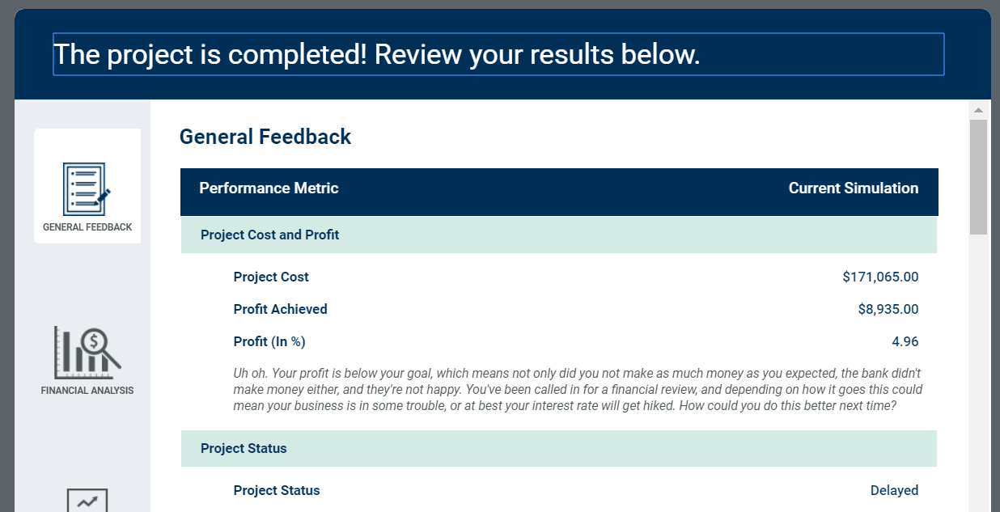 The project is completed! Review your results below.
GENERAL FEEDBACK
$
FINANCIAL ANALYSIS
General Feedback
Performance Metric Current Simulation
Project Cost and Profit
Project Cost $171,065.00
Profit Achieved $8,935.00
Profit (In %) 4.96
Uh oh. Your profit is below your goal, which means not only did you not make as much money as you expected, the bank didn't
make money either, and they're not happy. You've been called in for a financial review, and depending on how it goes this could
mean your business is in some trouble, or at best your interest rate will get hiked. How could you do this better next time?
Project Status
Project Status Delayed